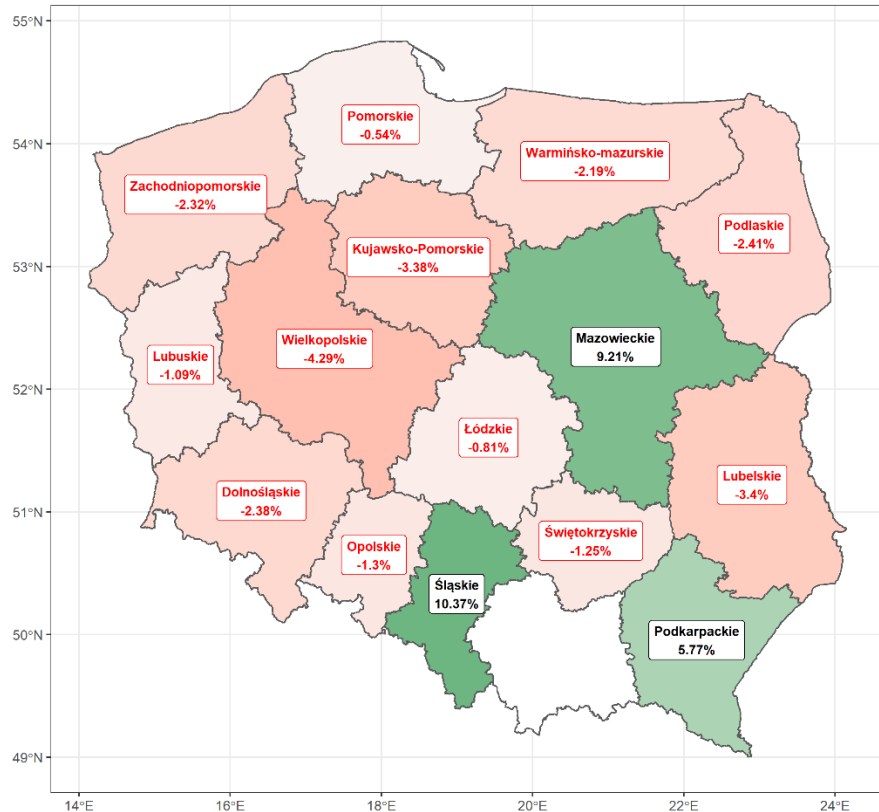 55°N
54°N
53°N
52°N
51°N
50°N
49°N
Pomorskie
-0.54%
Warmińsko-mazurskie
-2.19%
Zachodniopomorskie
-2.32%
Podlaskie
-2.41%
Kujawsko-Pomorskie
-3.38%
Mazowieckie
9.21%
Wielkopolskie
-4.29%
Lubuskie
-1.09%
Łódzkie
-0.81%
Lubelskie
-3.4%
Dolnośląskie
-2.38%
Świętokrzyskie
-1.25%
Opolskie
-1.3%
Śląskie
10.37%
Podkarpackie
5.77%
14°E
16°E
18°E
20°E
22°E
24°E